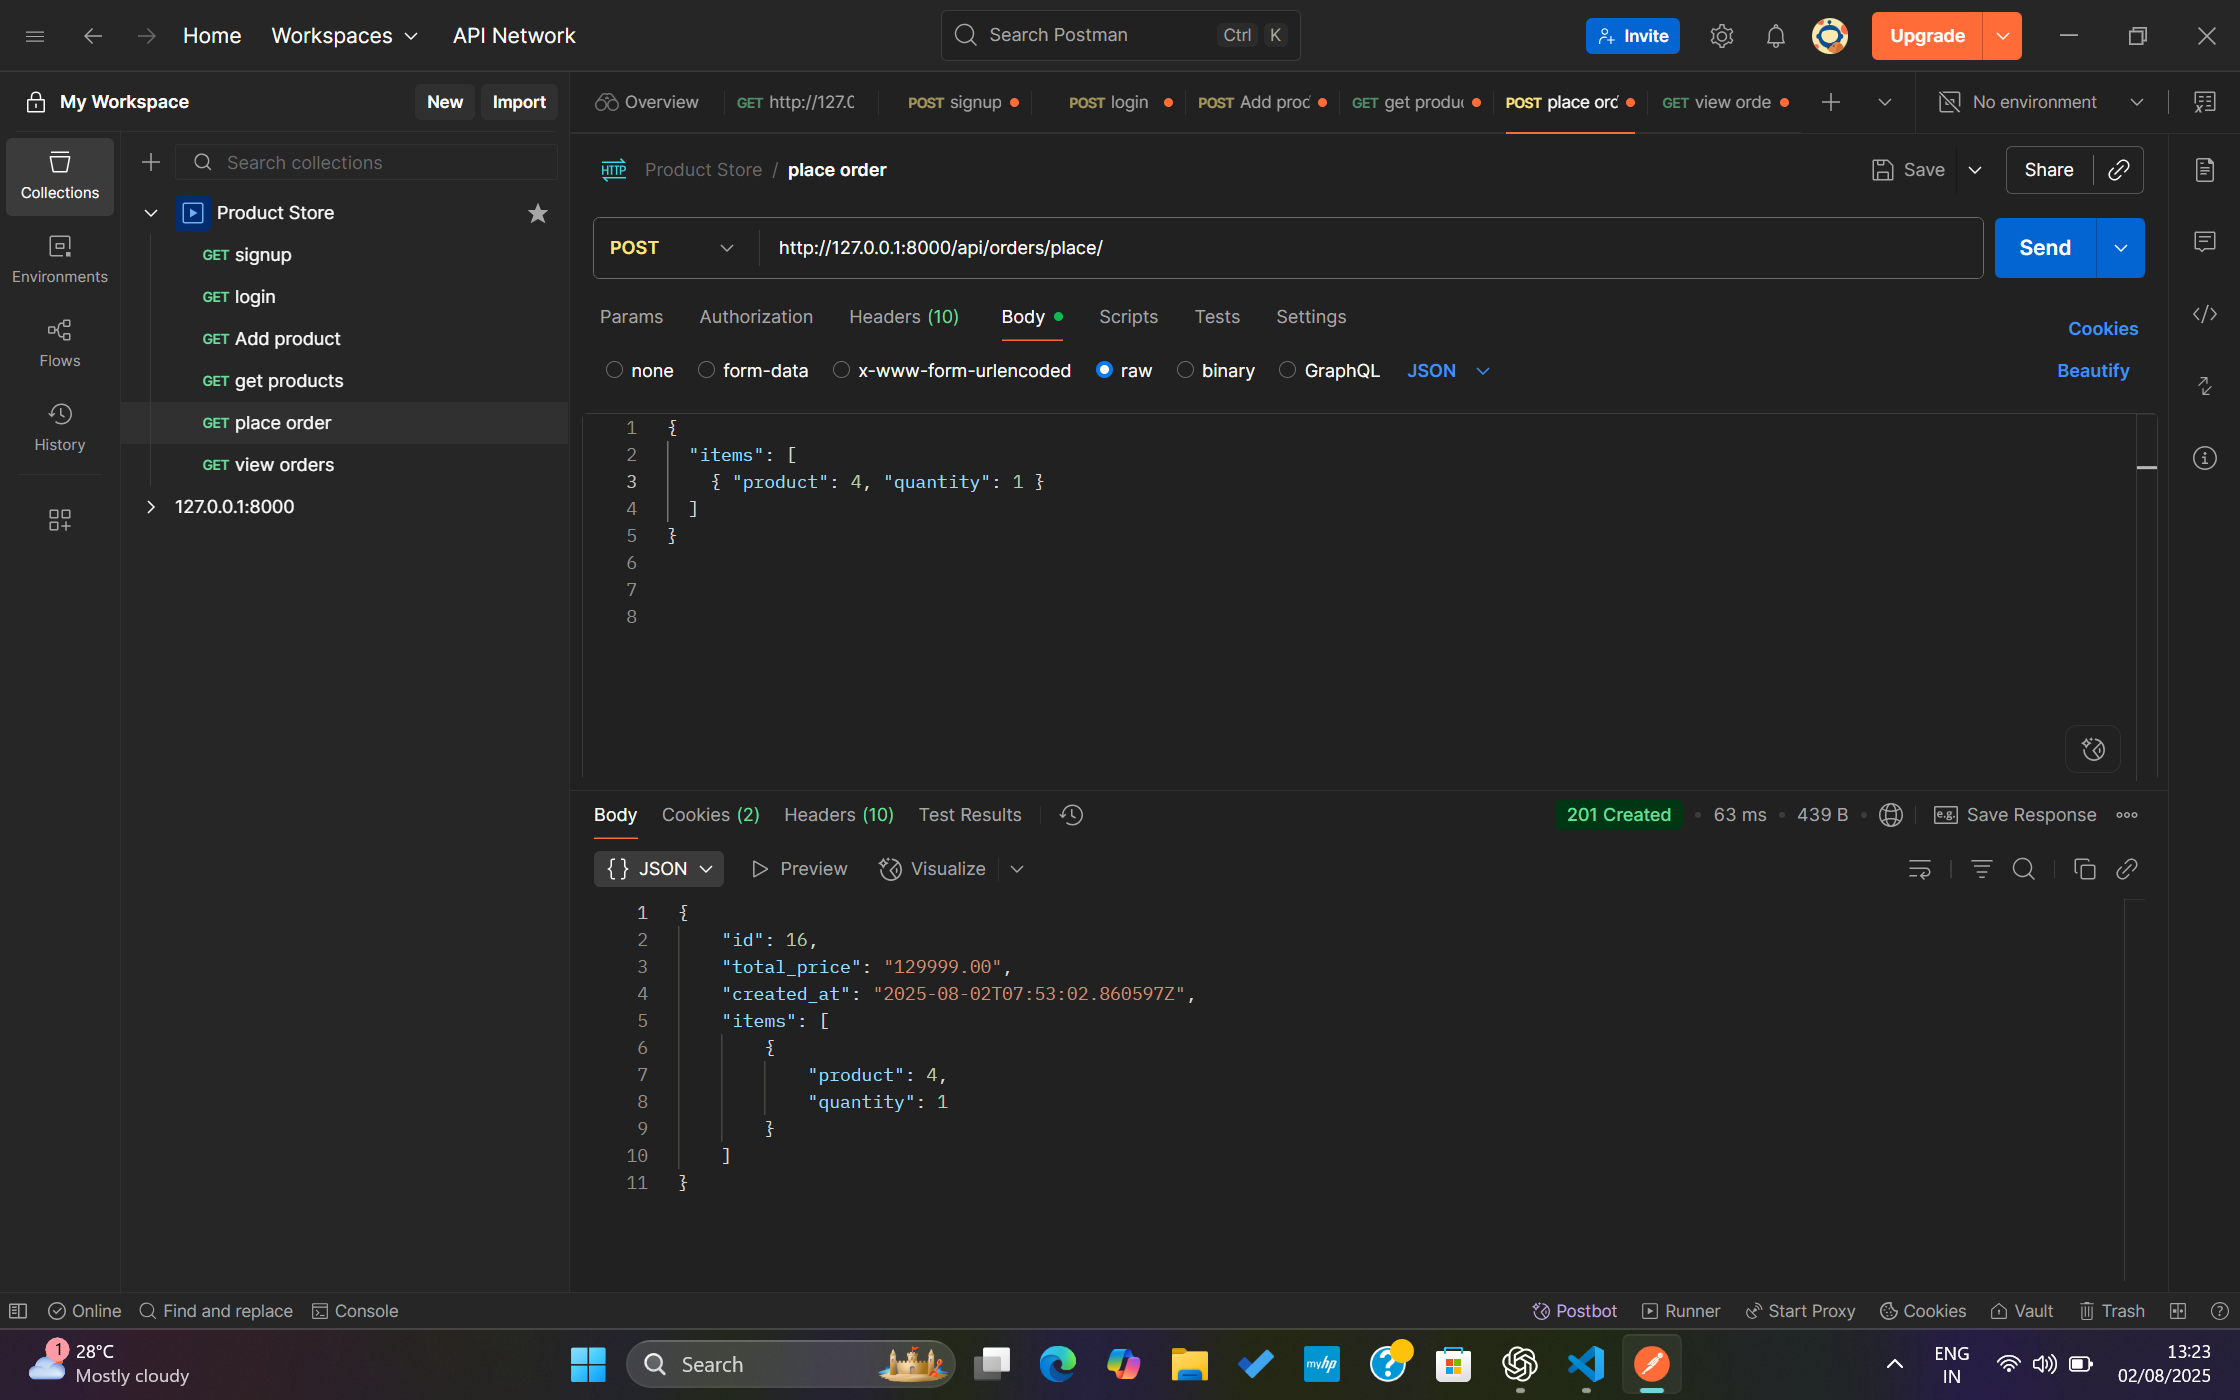 Home Workspaces API Network Search Postman Ctrl K Invite Upgrade
My Workspace New Import
Overview GET http://127.0 POST signup POST login POST Add prod GET get produc POST place ord GET view orde No environment
Collections
Search collections
Product Store
GET signup
GET login
GET Add product
GET get products
GET place order
GET view orders
127.0.0.1:8000
Environments
Flows
History
HTTP Product Store / place order Save Share
POST http://127.0.0.1:8000/api/orders/place/ Send
Params Authorization Headers (10) Body Scripts Tests Settings Cookies
none form-data x-www-form-urlencoded raw binary GraphQL JSON Beautify
1 {
2 "items": [
3 { "product": 4, "quantity": 1 }
4 ]
5 }
6
7
8
Body Cookies (2) Headers (10) Test Results 201 Created • 63 ms • 439 B • e.g. Save Response
{} JSON Preview Visualize
1 {
2 "id": 16,
3 "total_price": "129999.00",
4 "created_at": "2025-08-02T07:53:02.860597Z",
5 "items": [
6 {
7 "product": 4,
8 "quantity": 1
9 }
10 ]
11 }
Online Find and replace Console Postbot Runner Start Proxy Cookies Vault Trash
1 28°C
Mostly cloudy
Search
myhp
ENG
IN
13:23
02/08/2025